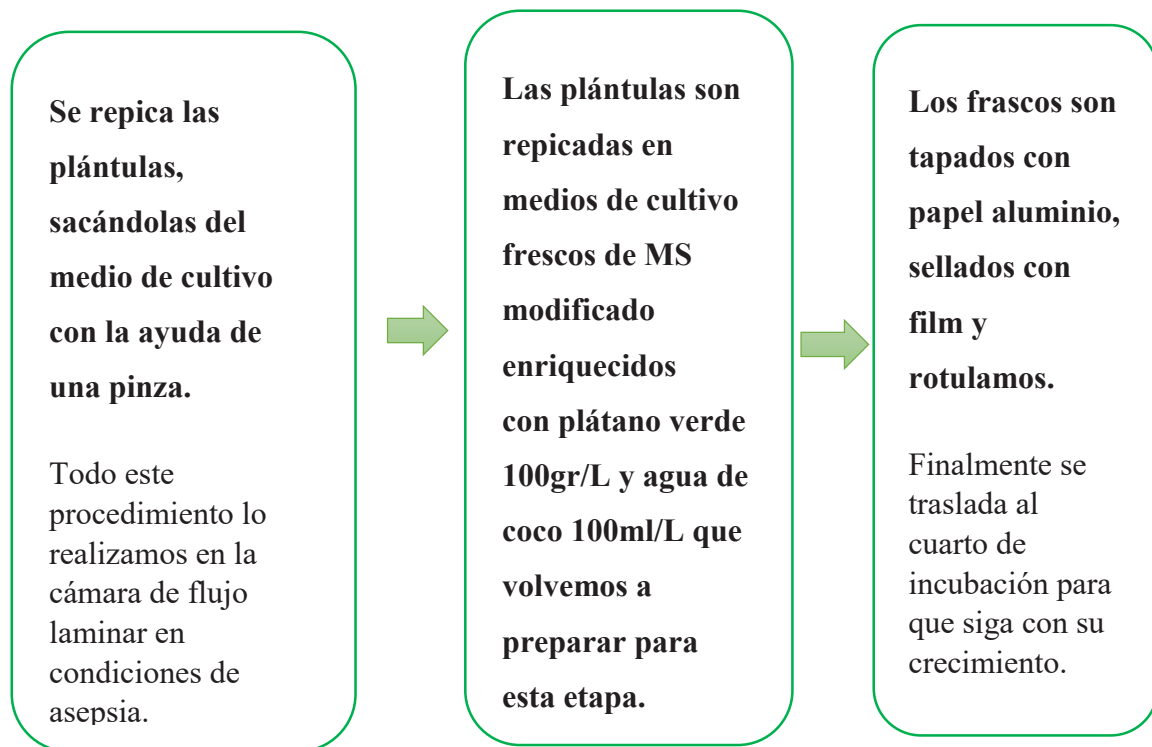 Se repica las
plántulas,
sacándolas del
medio de cultivo
con la ayuda de
una pinza.
Todo este
procedimiento lo
realizamos en la
cámara de flujo
laminar en
condiciones de
asepsia.
Las plántulas son
repicadas en
medios de cultivo
frescos de MS
modificado
enriquecidos
con plátano verde
100gr/L y agua de
coco 100ml/L que
volvemos a
preparar para
esta etapa.
Los frascos son
tapados con
papel aluminio,
sellados con
film y
rotulamos.
Finalmente se
traslada al
cuarto de
incubación para
que siga con su
crecimiento.